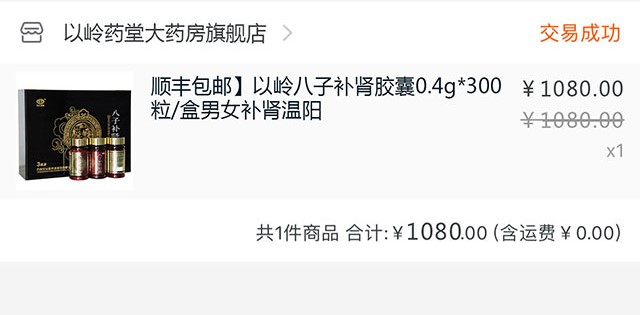 以岭药堂大药房旗舰店 >
交易成功
顺丰包邮】以岭八子补肾胶囊0.4g*300
粒/盒男女补肾温阳
¥1080.00
¥1080.00
x1
八子补肾
共1件商品 合计:¥1080.00 (含运费¥0.00)